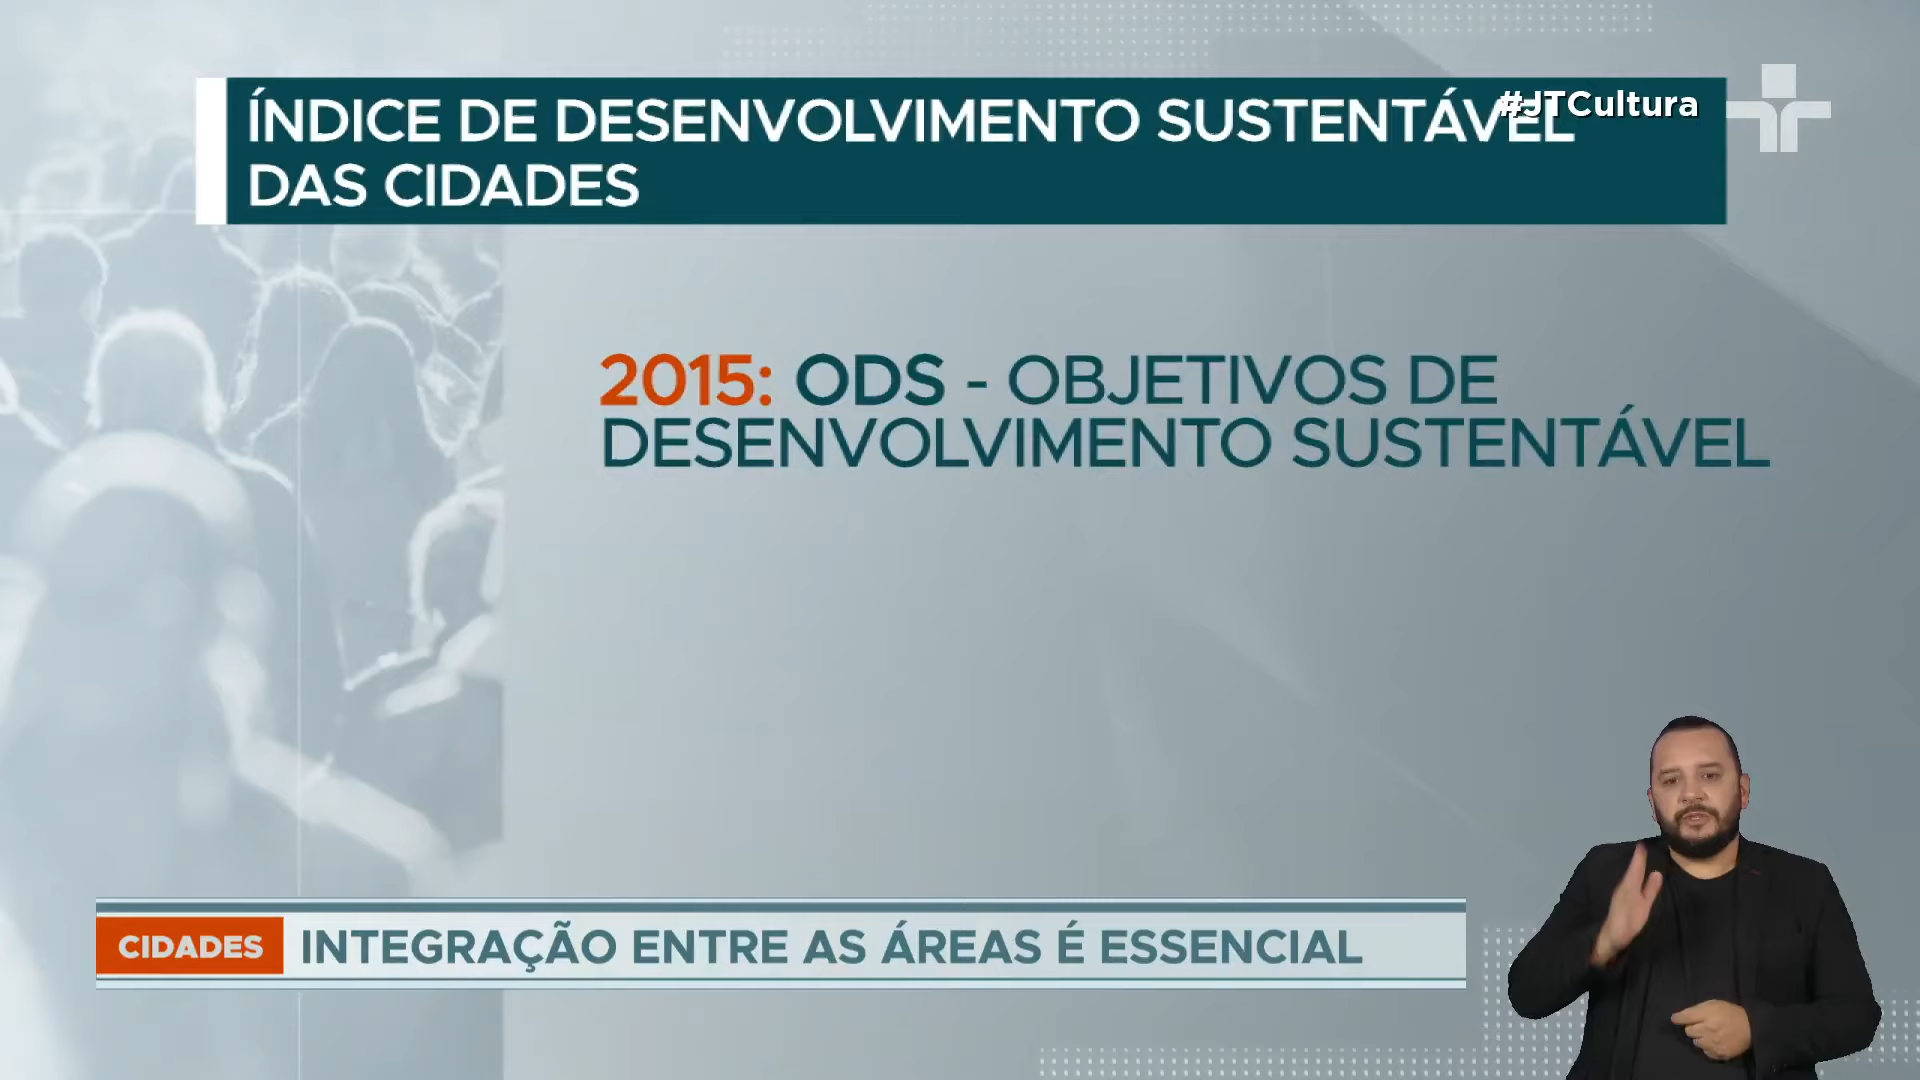 ÍNDICE DE DESENVOLVIMENTO SUSTENTÁVEL
DAS CIDADES
#JTCultura
2015: ODS - OBJETIVOS DE
DESENVOLVIMENTO SUSTENTÁVEL
CIDADES
INTEGRAÇÃO ENTRE AS ÁREAS É ESSENCIAL